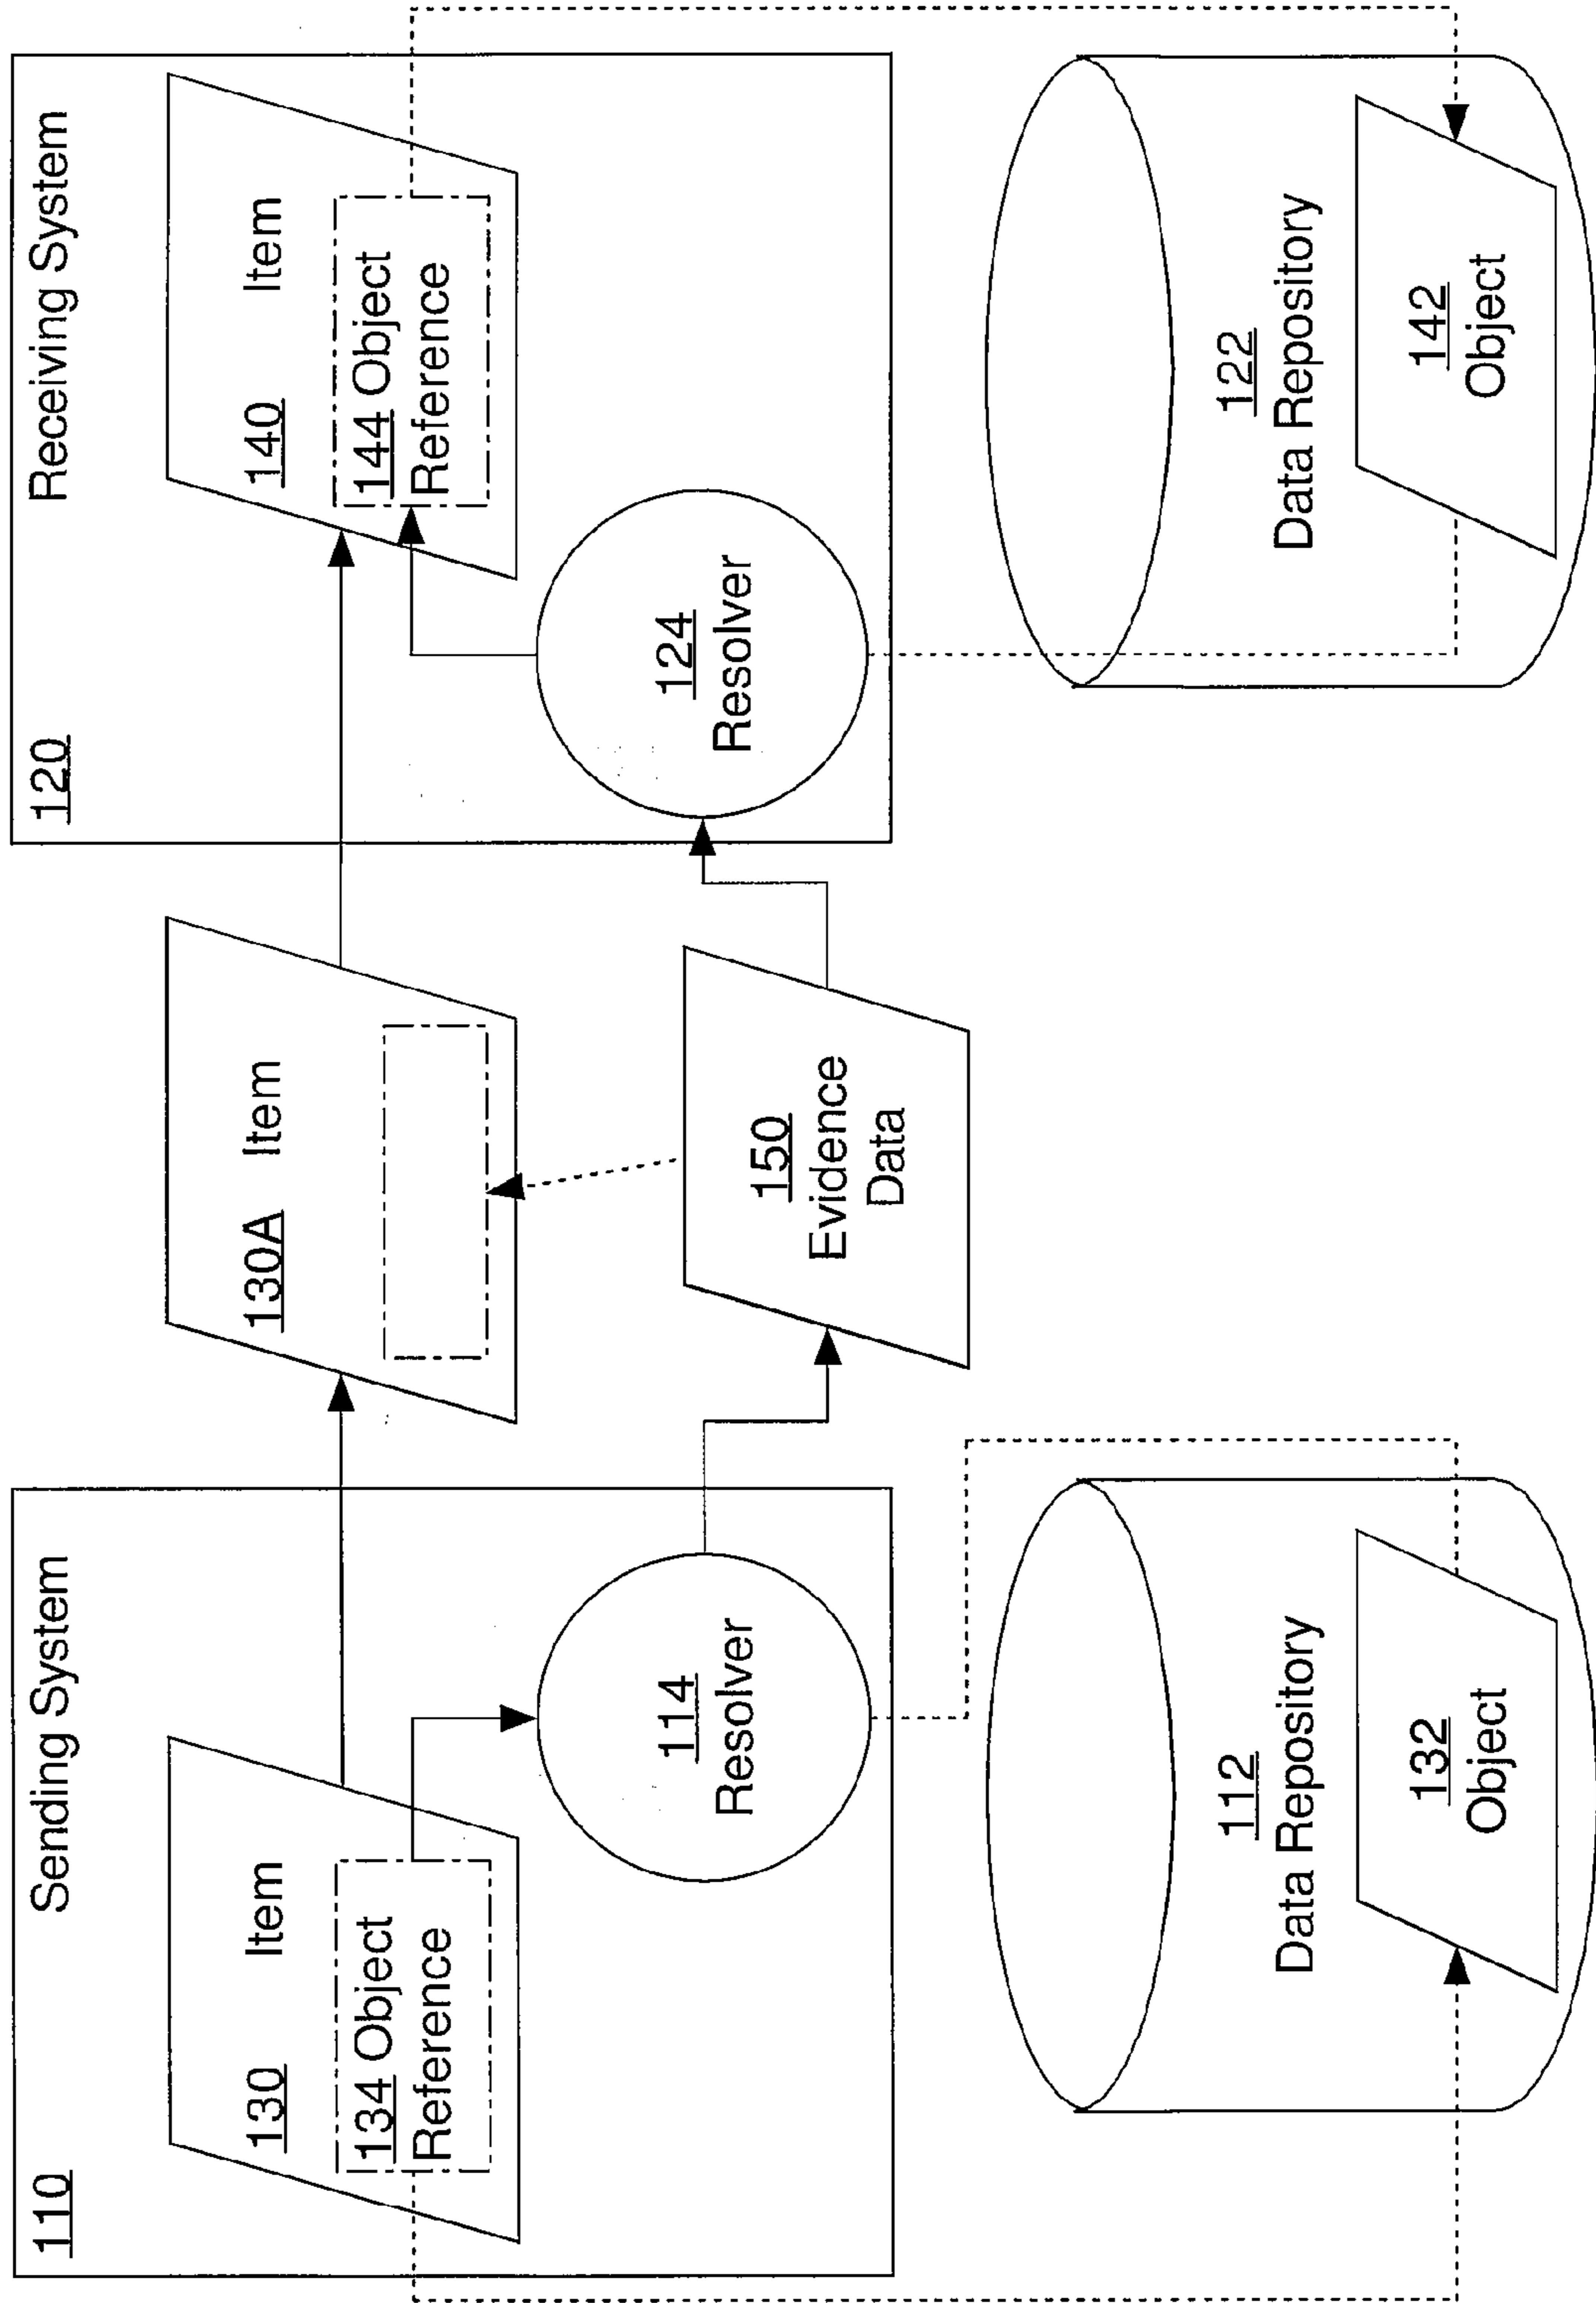 110
Sending System
130 Item
134 Object
Reference
114
Resolver
112
Data Repository
132
Object
130A Item
150
Evidence
Data
120
Receiving System
140 Item
144 Object
Reference
124
Resolver
122
Data Repository
142
Object